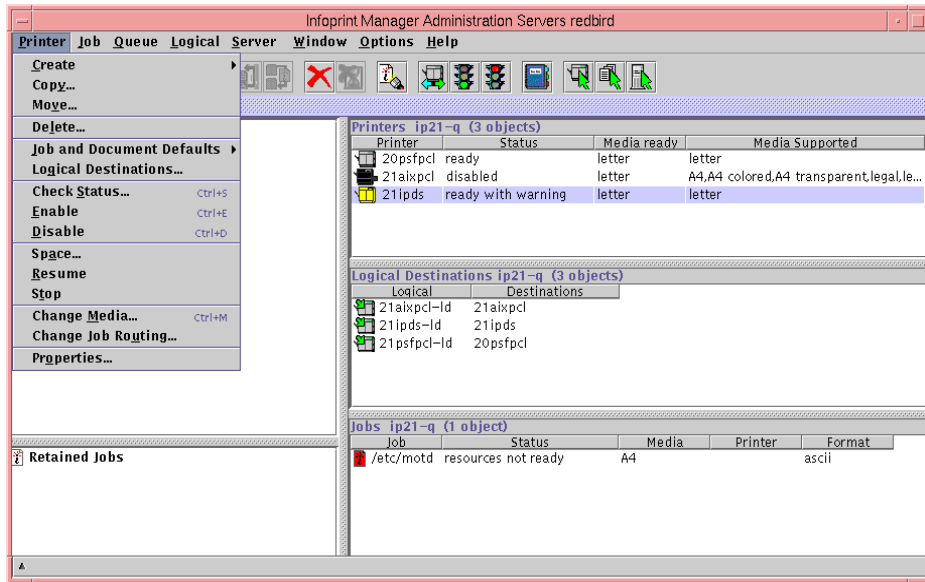 Infoprint Manager Administration Servers redbird
Printer Job Queue Logical Server Window Options Help
Create
Copy...
Move...
Delete...
Job and Document Defaults
Logical Destinations...
Check Status... Ctrl+S
Enable Ctrl+E
Disable Ctrl+D
Space...
Resume
Stop
Change Media... Ctrl+M
Change Job Routing...
Properties...
Retained Jobs
Printers ip21-q (3 objects)
Printer Status Media ready Media Supported
20psfpcl ready letter letter
21aixpcl disabled letter A4,A4 colored,A4 transparent,legal,le...
21ipds ready with warning letter letter
Logical Destinations ip21-q (3 objects)
Logical Destinations
21aixpcl-ld 21aixpcl
21ipds-ld 21ipds
21psfpcl-ld 20psfpcl
Jobs ip21-q (1 object)
Job Status Media Printer Format
/etc/motd resources not ready A4 ascii